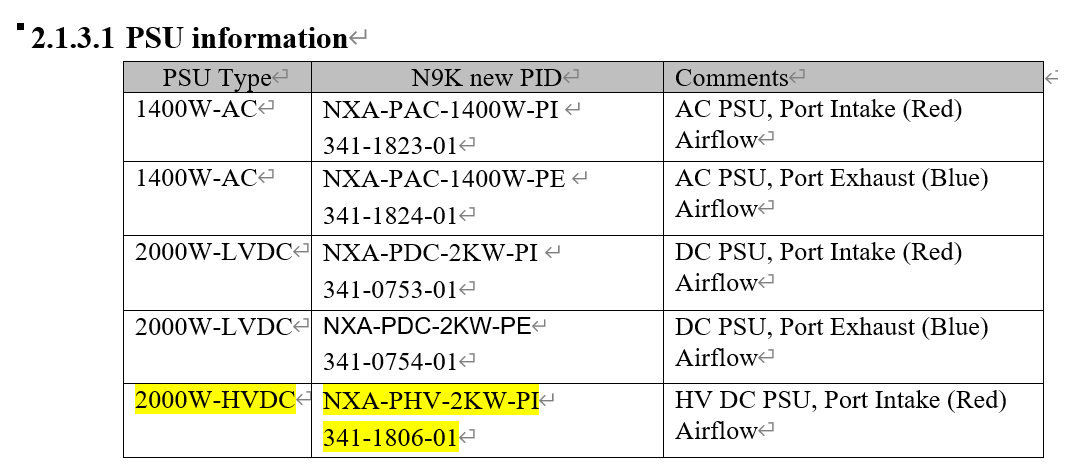 2.1.3.1 PSU information
PSU Type N9K new PID Comments
1400W-AC NXA-PAC-1400W-PI AC PSU, Port Intake (Red)
341-1823-01 Airflow
1400W-AC NXA-PAC-1400W-PE AC PSU, Port Exhaust (Blue)
341-1824-01 Airflow
2000W-LVDC NXA-PDC-2KW-PI DC PSU, Port Intake (Red)
341-0753-01 Airflow
2000W-LVDC NXA-PDC-2KW-PE DC PSU, Port Exhaust (Blue)
341-0754-01 Airflow
2000W-HVDC NXA-PHV-2KW-PI HV DC PSU, Port Intake (Red)
341-1806-01 Airflow